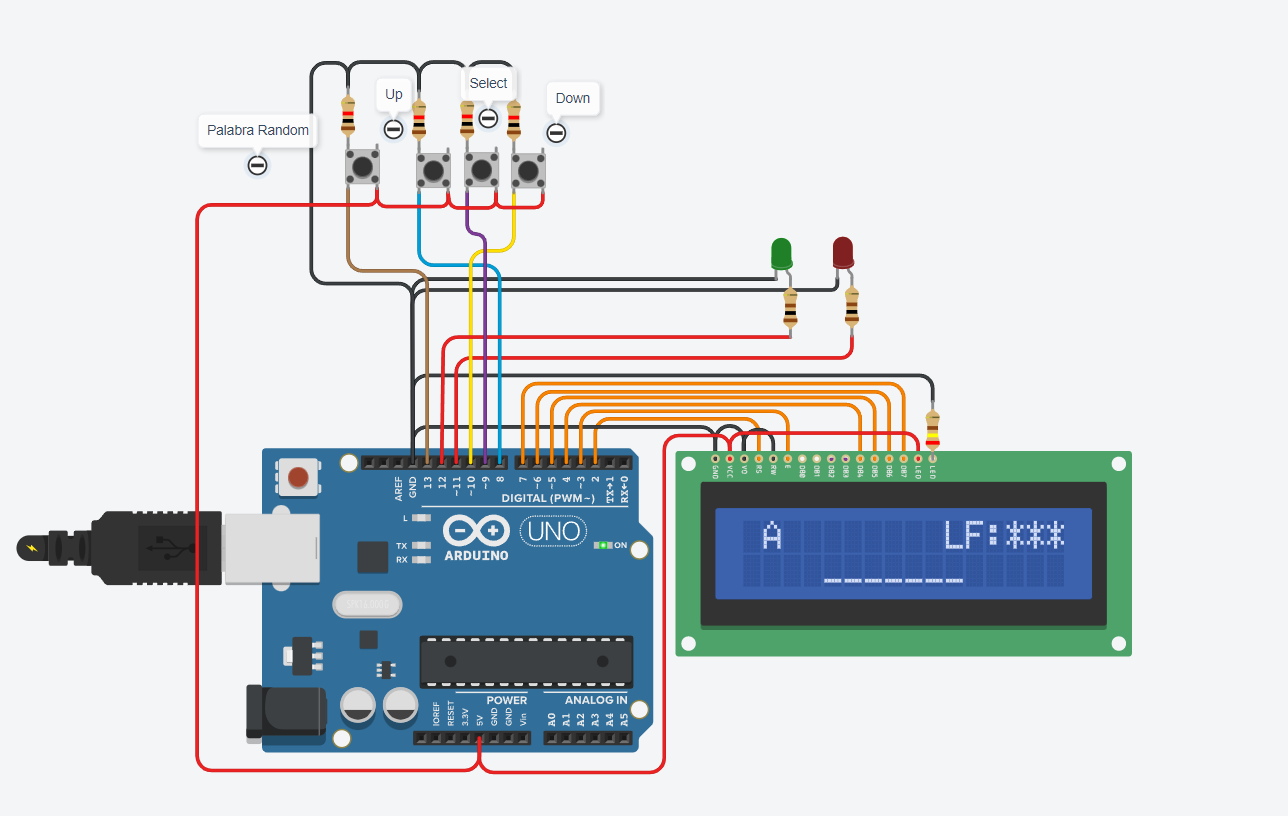 Select
Up
Down
Palabra Random
AREF
GND
13
12
~11
~10
~9
8
7
~6
~5
4
~3
2
TX→1
RX←0
DIGITAL (PWM~)
L
TX
RX
ARDUINO
UNO
ON
POWER
ANALOG IN
IOREF
RESET
3.3V
5V
GND
GND
Vin
A0
A1
A2
A3
A4
A5
GND
VCC
VO
RS
RW
E
DB0
DB1
DB2
DB3
DB4
DB5
DB6
DB7
LED
LED
A LF:***
_______